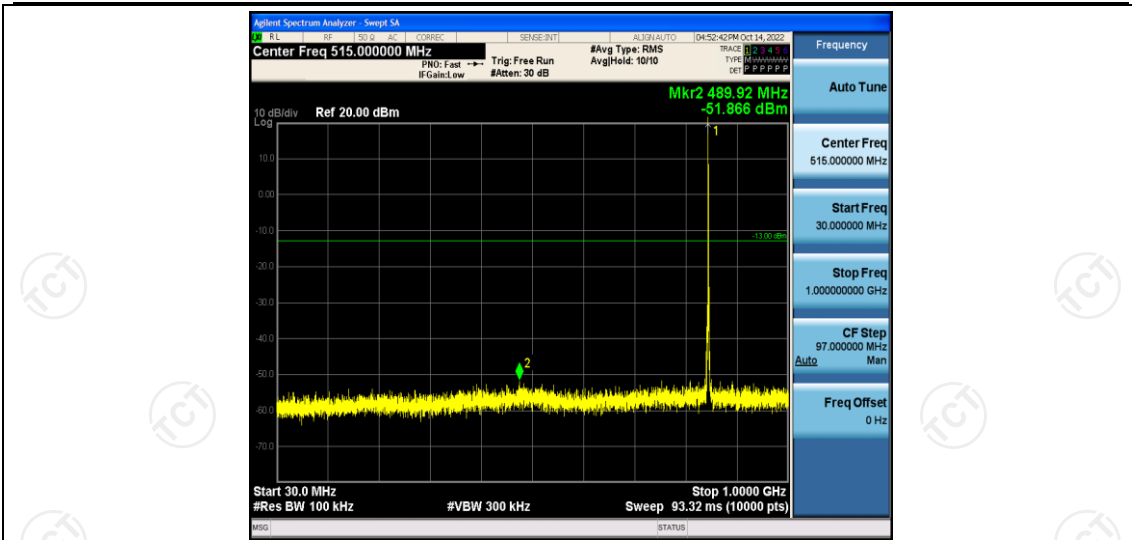 Agilent Spectrum Analyzer - Swept SA
RL RF 50 Ω AC CORREC SENSE:INT ALIGNAUTO 04:52:42PM Oct 14, 2022
Center Freq 515.000000 MHz
PNO: Fast
IFGain:Low
Trig: Free Run
#Atten: 30 dB
#Avg Type: RMS
Avg|Hold: 10/10
TRACE 1 2 3 4 5 6
TYPE M
DET P P P P P P
Mkr2 489.92 MHz
-51.866 dBm
10 dB/div Ref 20.00 dBm
Log
1
10.0
0.00
-10.0
-13.00 dBm
-20.0
-30.0
-40.0
2
-50.0
-60.0
-70.0
Start 30.0 MHz
Stop 1.0000 GHz
#Res BW 100 kHz
#VBW 300 kHz
Sweep 93.32 ms (10000 pts)
MSG
STATUS
Frequency
Auto Tune
Center Freq
515.000000 MHz
Start Freq
30.000000 MHz
Stop Freq
1.000000000 GHz
CF Step
97.000000 MHz
Auto Man
Freq Offset
0 Hz
TCT
TCT
TCT
TCT